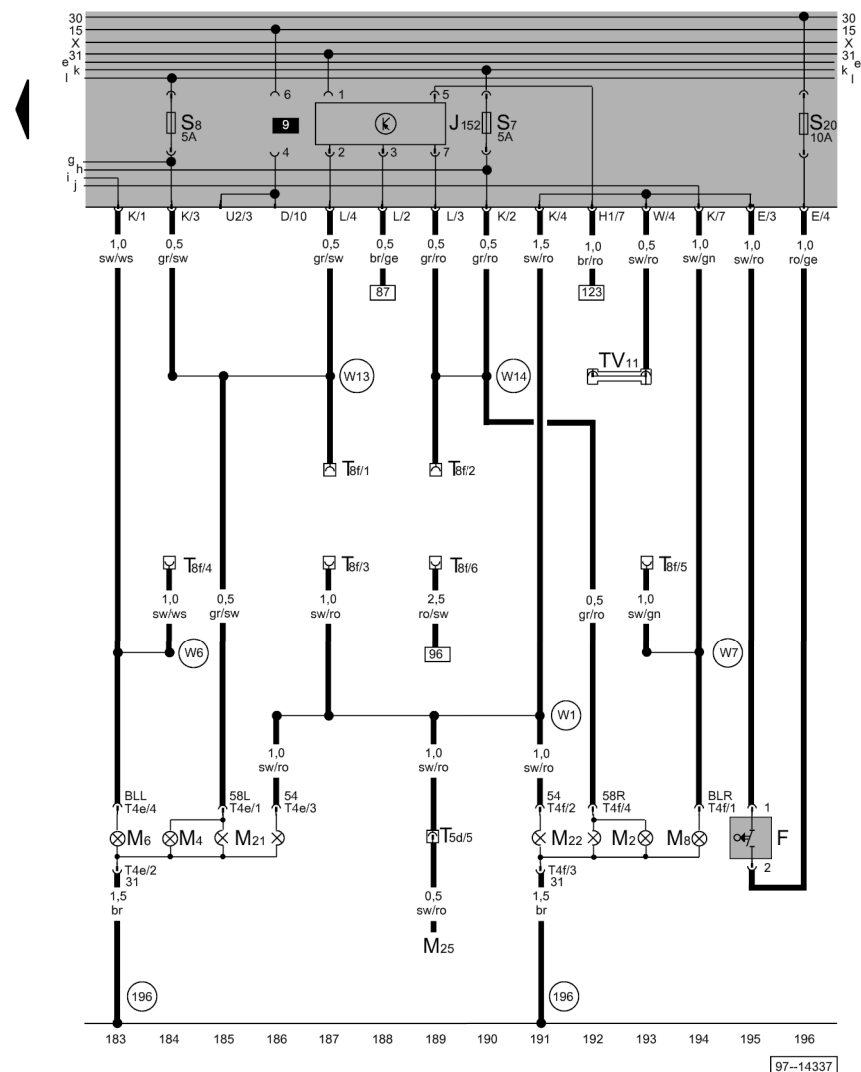 30 30
15 15
X X
31 31
e e
k k
l l
6 1 5
S8 5A 9 J152 S7 5A S20 10A
4 2 3 7
g
h
i
j
K/1 K/3 U2/3 D/10 L/4 L/2 L/3 K/2 K/4 H1/7 W/4 K/7 E/3 E/4
1,0 0,5 0,5 0,5 0,5 0,5 1,5 1,0 0,5 1,0 1,0 1,0
sw/ws gr/sw gr/sw br/ge gr/ro gr/ro sw/ro br/ro sw/ro sw/gn sw/ro ro/ge
87 123
TV11
W13 W14
T8f/1 T8f/2
T8f/4 T8f/3 T8f/6 T8f/5
1,0 0,5 1,0 2,5 0,5 1,0
sw/ws gr/sw sw/ro ro/sw gr/ro sw/gn
W6 96 W7
W1
1,0 1,0 1,0
sw/ro sw/ro sw/ro
BLL 58L 54 54 58R BLR
T4e/4 T4e/1 T4e/3 T4f/2 T4f/4 T4f/1 1
M6 M4 M21 T5d/5 M22 M2 M8 F
T4e/2 T4f/3 2
31 31
1,5 0,5 1,5
br sw/ro br
M25
196 196
183 184 185 186 187 188 189 190 191 192 193 194 195 196
97--14337